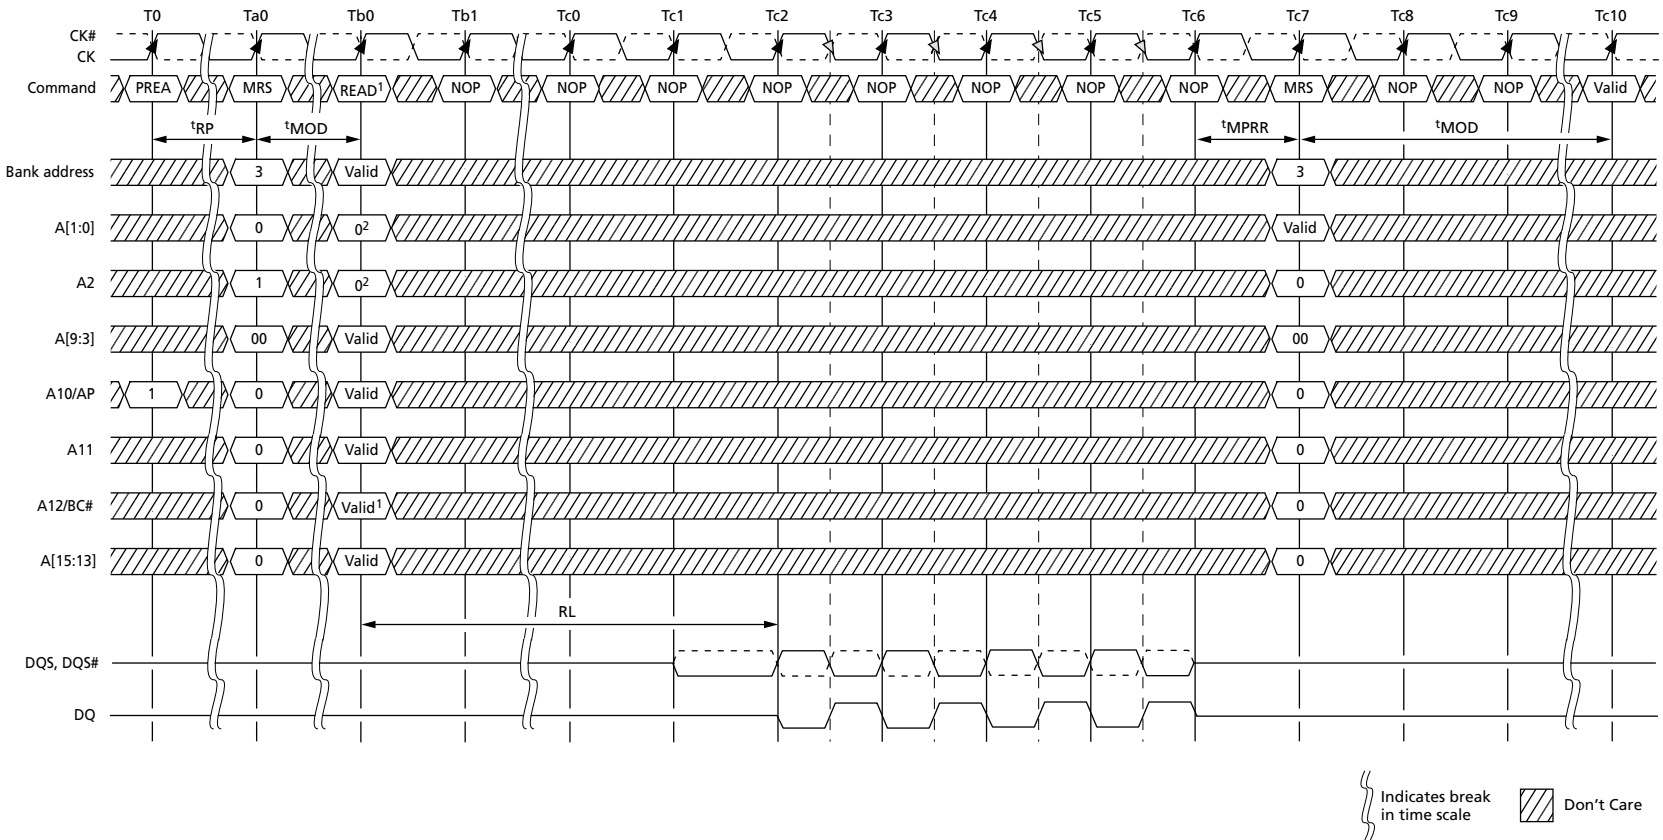 T0 Ta0 Tb0 Tb1 Tc0 Tc1 Tc2 Tc3 Tc4 Tc5 Tc6 Tc7 Tc8 Tc9 Tc10
CK#
CK
Command PREA MRS READ1 NOP NOP NOP NOP NOP NOP NOP NOP MRS NOP NOP Valid
tRP tMOD tMPRR tMOD
Bank address 3 Valid 3
A[1:0] 0 02 Valid
A2 1 02 0
A[9:3] 00 Valid 00
A10/AP 1 0 Valid 0
A11 0 Valid 0
A12/BC# 0 Valid1 0
A[15:13] 0 Valid 0
RL
DQS, DQS#
DQ
Indicates break
in time scale
Don't Care